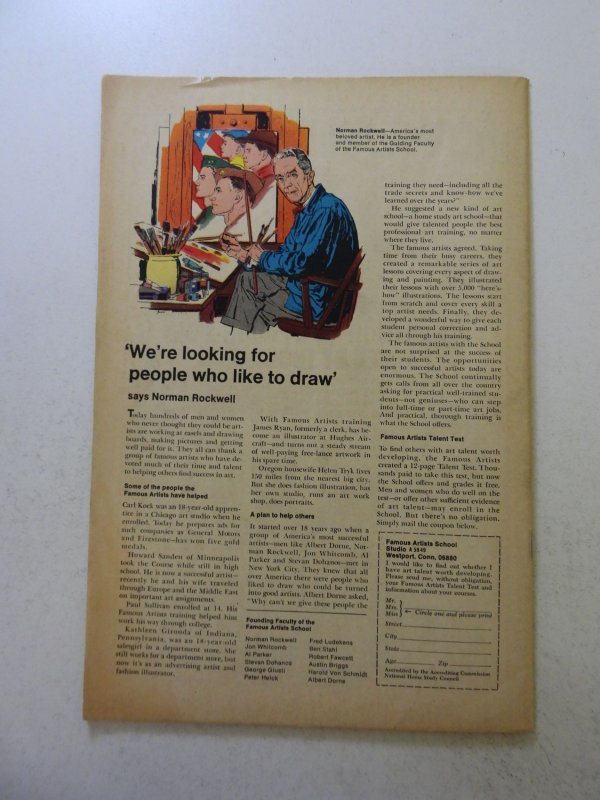 Norman Rockwell—America's most
beloved artist. He is a founder
and member of the Guiding Faculty
of the Famous Artists School.
'We're looking for
people who like to draw'
says Norman Rockwell
Today hundreds of men and women
who never thought they could be art-
ists are working at easels and drawing
boards, making pictures and getting
well paid for it. They all can thank a
group of famous artists who have de-
voted much of their time and talent
to helping others find success in art.
Some of the people the
Famous Artists have helped
Carl Kock was an 18-year-old appren-
tice in a Chicago art studio when he
enrolled. Today he prepares ads for
such companies as General Motors
and Firestone—has won five gold
medals.
Howard Sanden of Minneapolis
took the Course while still in high
school. He is now a successful artist—
recently he and his wife traveled
through Europe and the Middle East
on important art assignments.
Paul Sullivan enrolled at 14. His
Famous Artists training helped him
work his way through college.
Kathleen Gironda of Indiana,
Pennsylvania, was an 18-year-old
salesgirl in a department store. She
still works for a department store, but
now it's as an advertising artist and
fashion illustrator.
With Famous Artists training
James Ryan, formerly a clerk, has be-
come an illustrator at Hughes Air-
craft—and turns out a steady stream
of well-paying free-lance artwork in
his spare time.
Oregon housewife Helen Tryk lives
150 miles from the nearest big city.
But she does fashion illustration, has
her own studio, runs an art work
shop, does portraits.
A plan to help others
It started over 18 years ago when a
group of America's most successful
artists—men like Albert Dorne, Nor-
man Rockwell, Jon Whitcomb, Al
Parker and Stevan Dohanos—met in
New York City. They knew that all
over America there were people who
liked to draw who could be turned
into good artists. Albert Dorne asked,
"Why can't we give these people the
Founding Faculty of the
Famous Artists School
Norman Rockwell
Jon Whitcomb
Al Parker
Stevan Dohanos
George Giusti
Peter Helck
Fred Ludekens
Ben Stahl
Robert Fawcett
Austin Briggs
Harold Von Schmidt
Albert Dorne
training they need—including all the
trade secrets and know-how we've
learned over the years?"
He suggested a new kind of art
school—a home study art school—that
would give talented people the best
professional art training, no matter
where they live.
The famous artists agreed. Taking
time from their busy careers, they
created a remarkable series of art
lessons covering every aspect of draw-
ing and painting. They illustrated
their lessons with over 5,000 "here's-
how" illustrations. The lessons start
from scratch and cover every skill a
top artist needs. Finally, they de-
veloped a wonderful way to give each
student personal correction and ad-
vice all through his training.
The famous artists with the School
are not surprised at the success of
their students. The opportunities
open to successful artists today are
enormous. The School continually
gets calls from all over the country
asking for practical well-trained stu-
dents—not geniuses—who can step
into full-time or part-time art jobs.
And practical, thorough training is
what the School offers.
Famous Artists Talent Test
To find others with art talent worth
developing, the Famous Artists
created a 12-page Talent Test. Thou-
sands paid to take this test, but now
the School offers and grades it free.
Men and women who do well on the
test—or offer other sufficient evidence
of art talent—may enroll in the
School. But there's no obligation.
Simply mail the coupon below.
Famous Artists School
Studio A 5849
Westport, Conn. 06880
I would like to find out whether I
have art talent worth developing.
Please send me, without obligation,
your Famous Artists Talent Test and
information about your courses.
Mr.
Mrs. ← Circle one and please print
Miss
Street
City
State
Age Zip
Accredited by the Accrediting Commission
National Home Study Council